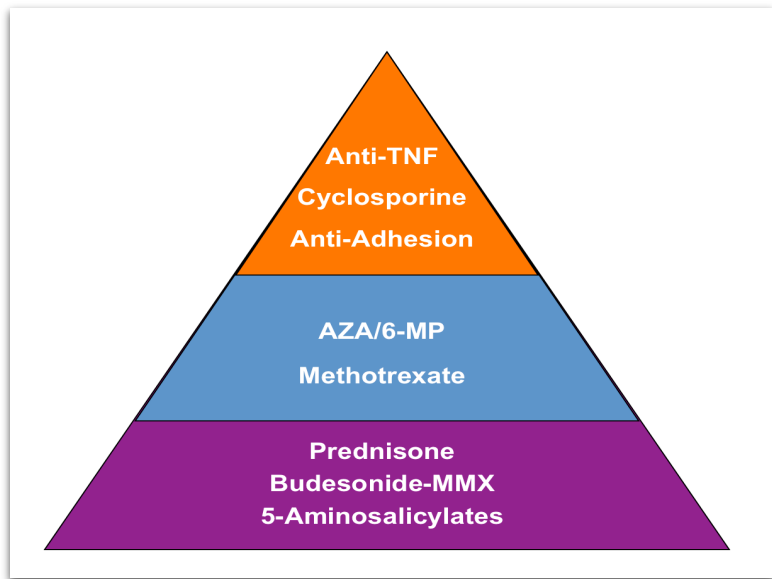 Anti-TNF
Cyclosporine
Anti-Adhesion
AZA/6-MP
Methotrexate
Prednisone
Budesonide-MMX
5-Aminosalicylates